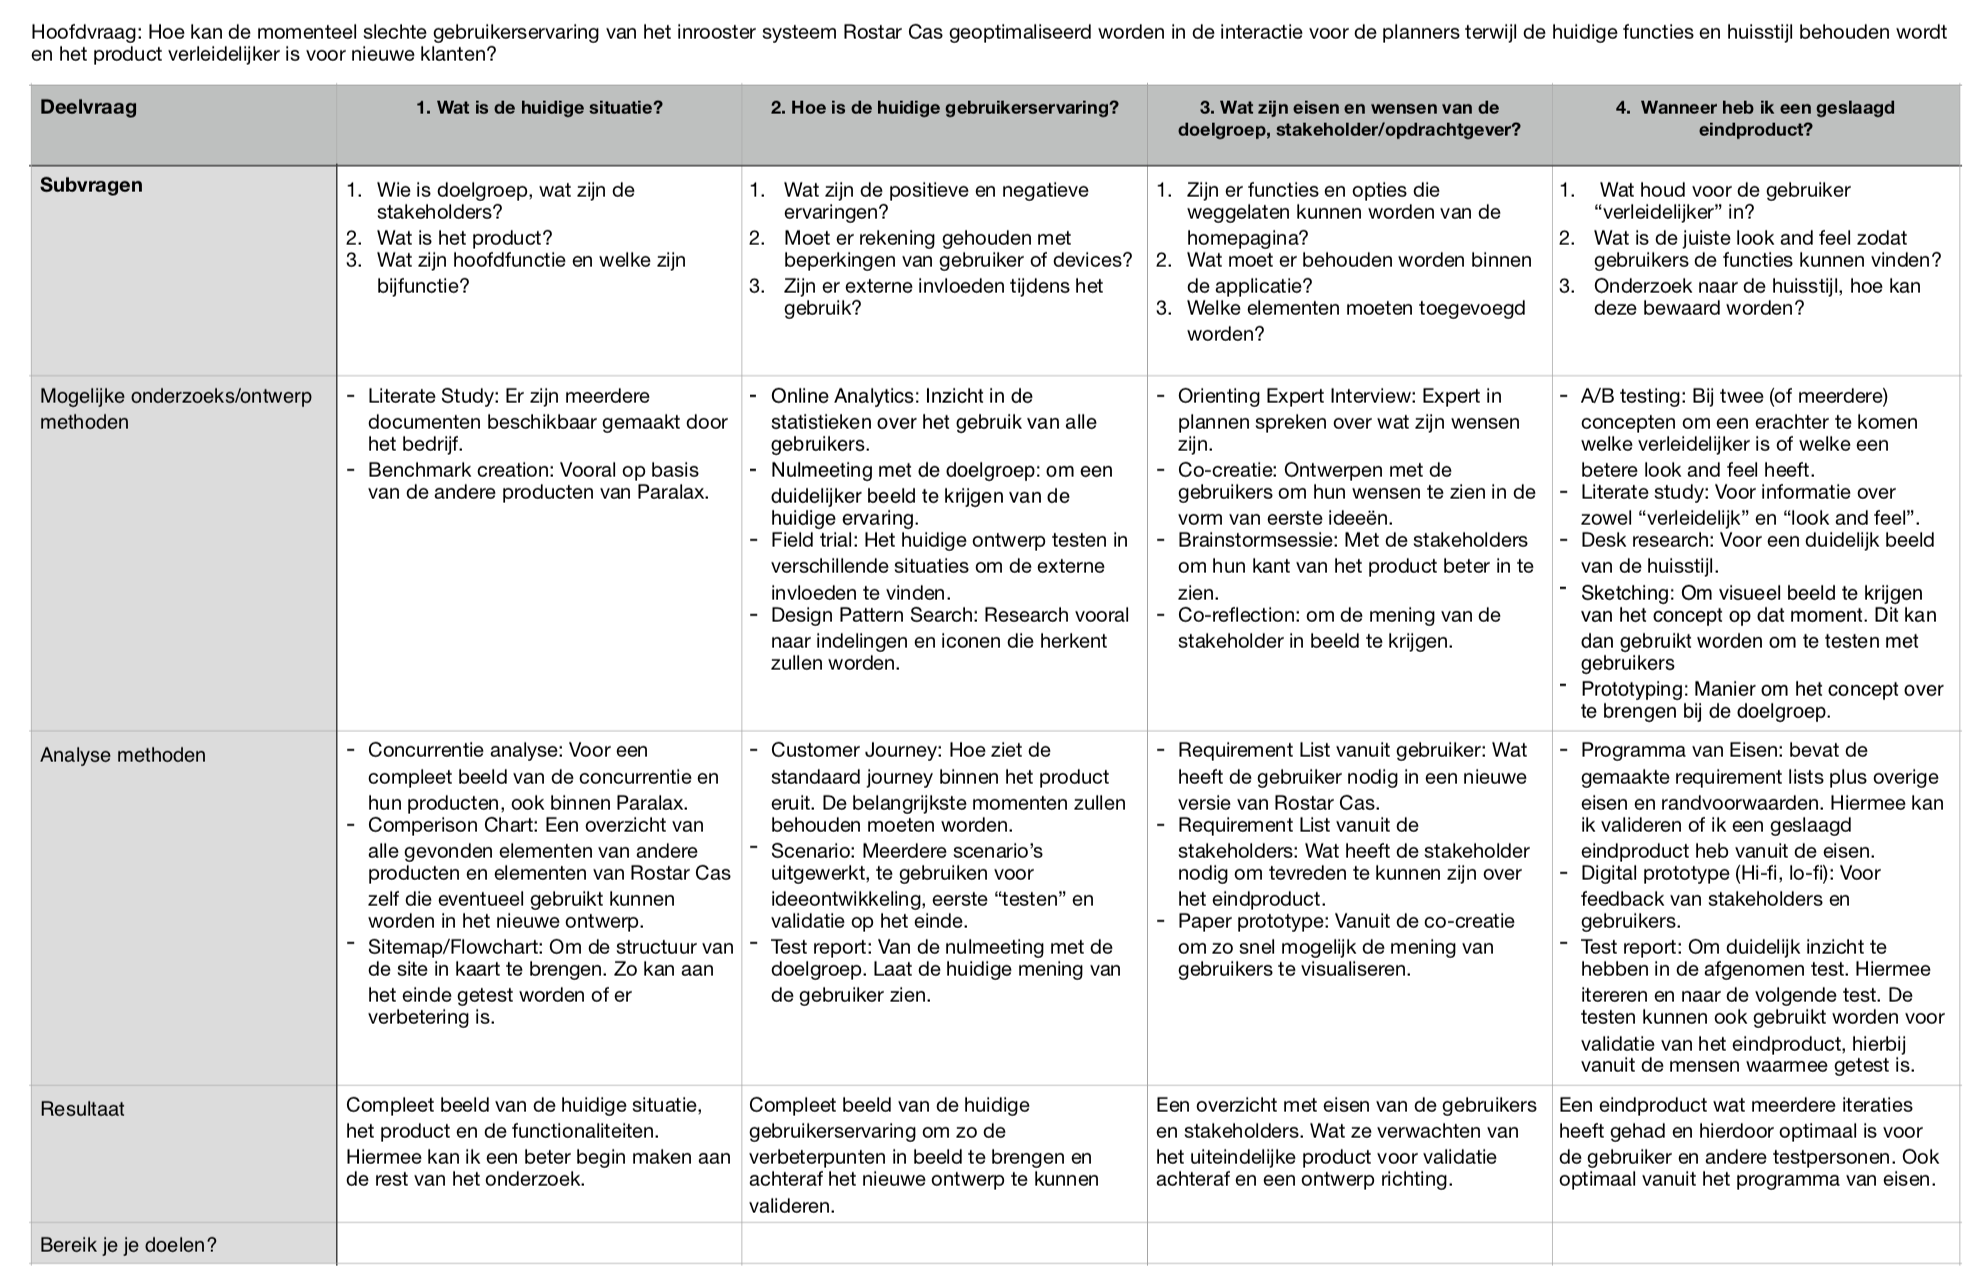 Hoofdvraag: Hoe kan de momenteel slechte gebruikerservaring van het inrooster systeem Rostar Cas geoptimaliseerd worden in de interactie voor de planners terwijl de huidige functies en huisstijl behouden wordt
en het product verleidelijker is voor nieuwe klanten?
Deelvraag
1. Wat is de huidige situatie?
2. Hoe is de huidige gebruikerservaring?
3. Wat zijn eisen en wensen van de
doelgroep, stakeholder/opdrachtgever?
4. Wanneer heb ik een geslaagd
eindproduct?
Subvragen
1. Wie is doelgroep, wat zijn de
stakeholders?
2. Wat is het product?
3. Wat zijn hoofdfunctie en welke zijn
bijfunctie?
1. Wat zijn de positieve en negatieve
ervaringen?
2. Moet er rekening gehouden met
beperkingen van gebruiker of devices?
3. Zijn er externe invloeden tijdens het
gebruik?
1. Zijn er functies en opties die
weggelaten kunnen worden van de
homepagina?
2. Wat moet er behouden worden binnen
de applicatie?
3. Welke elementen moeten toegevoegd
worden?
1. Wat houd voor de gebruiker
“verleidelijker” in?
2. Wat is de juiste look and feel zodat
gebruikers de functies kunnen vinden?
3. Onderzoek naar de huisstijl, hoe kan
deze bewaard worden?
Mogelijke onderzoeks/ontwerp
methoden
- Literate Study: Er zijn meerdere
documenten beschikbaar gemaakt door
het bedrijf.
- Benchmark creation: Vooral op basis
van de andere producten van Paralax.
- Online Analytics: Inzicht in de
statistieken over het gebruik van alle
gebruikers.
- Nulmeeting met de doelgroep: om een
duidelijker beeld te krijgen van de
huidige ervaring.
- Field trial: Het huidige ontwerp testen in
verschillende situaties om de externe
invloeden te vinden.
- Design Pattern Search: Research vooral
naar indelingen en iconen die herkent
zullen worden.
- Orienting Expert Interview: Expert in
plannen spreken over wat zijn wensen
zijn.
- Co-creatie: Ontwerpen met de
gebruikers om hun wensen te zien in de
vorm van eerste ideeën.
- Brainstormsessie: Met de stakeholders
om hun kant van het product beter in te
zien.
- Co-reflection: om de mening van de
stakeholder in beeld te krijgen.
- A/B testing: Bij twee (of meerdere)
concepten om een erachter te komen
welke verleidelijker is of welke een
betere look and feel heeft.
- Literate study: Voor informatie over
zowel “verleidelijk” en “look and feel”.
- Desk research: Voor een duidelijk beeld
van de huisstijl.
- Sketching: Om visueel beeld te krijgen
van het concept op dat moment. Dit kan
dan gebruikt worden om te testen met
gebruikers
- Prototyping: Manier om het concept over
te brengen bij de doelgroep.
Analyse methoden
- Concurrentie analyse: Voor een
compleet beeld van de concurrentie en
hun producten, ook binnen Paralax.
- Comperison Chart: Een overzicht van
alle gevonden elementen van andere
producten en elementen van Rostar Cas
zelf die eventueel gebruikt kunnen
worden in het nieuwe ontwerp.
- Sitemap/Flowchart: Om de structuur van
de site in kaart te brengen. Zo kan aan
het einde getest worden of er
verbetering is.
- Customer Journey: Hoe ziet de
standaard journey binnen het product
eruit. De belangrijkste momenten zullen
behouden moeten worden.
- Scenario: Meerdere scenario’s
uitgewerkt, te gebruiken voor
ideeontwikkeling, eerste “testen” en
validatie op het einde.
- Test report: Van de nulmeeting met de
doelgroep. Laat de huidige mening van
de gebruiker zien.
- Requirement List vanuit gebruiker: Wat
heeft de gebruiker nodig in een nieuwe
versie van Rostar Cas.
- Requirement List vanuit de
stakeholders: Wat heeft de stakeholder
nodig om tevreden te kunnen zijn over
het eindproduct.
- Paper prototype: Vanuit de co-creatie
om zo snel mogelijk de mening van
gebruikers te visualiseren.
- Programma van Eisen: bevat de
gemaakte requirement lists plus overige
eisen en randvoorwaarden. Hiermee kan
ik valideren of ik een geslaagd
eindproduct heb vanuit de eisen.
- Digital prototype (Hi-fi, lo-fi): Voor
feedback van stakeholders en
gebruikers.
- Test report: Om duidelijk inzicht te
hebben in de afgenomen test. Hiermee
itereren en naar de volgende test. De
testen kunnen ook gebruikt worden voor
validatie van het eindproduct, hierbij
vanuit de mensen waarmee getest is.
Resultaat
Compleet beeld van de huidige situatie,
het product en de functionaliteiten.
Hiermee kan ik een beter begin maken aan
de rest van het onderzoek.
Compleet beeld van de huidige
gebruikerservaring om zo de
verbeterpunten in beeld te brengen en
achteraf het nieuwe ontwerp te kunnen
valideren.
Een overzicht met eisen van de gebruikers
en stakeholders. Wat ze verwachten van
het uiteindelijke product voor validatie
achteraf en een ontwerp richting.
Een eindproduct wat meerdere iteraties
heeft gehad en hierdoor optimaal is voor
de gebruiker en andere testpersonen. Ook
optimaal vanuit het programma van eisen.
Bereik je je doelen?